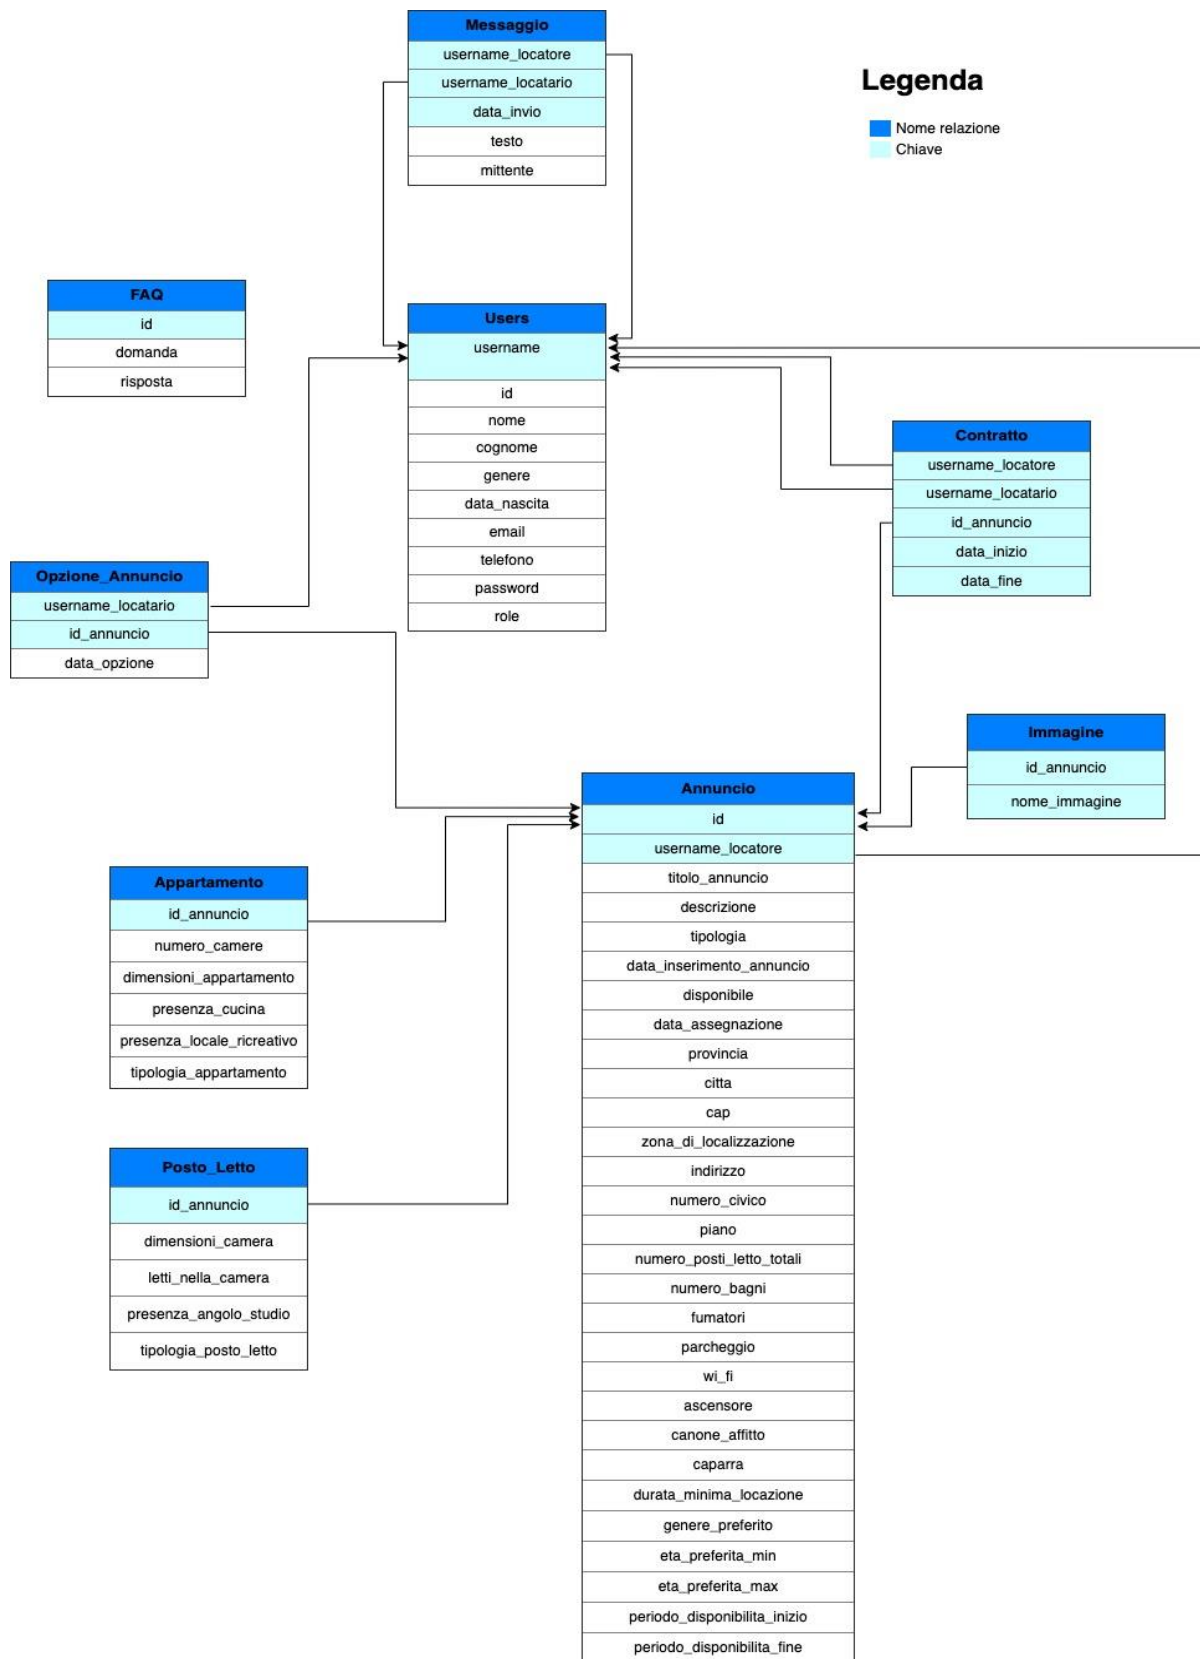 Messaggio
username_locatore
username_locatario
data_invio
testo
mittente
Legenda
Nome relazione
Chiave
FAQ
id
domanda
risposta
Users
username
id
nome
cognome
genere
data_nascita
email
telefono
password
role
Contratto
username_locatore
username_locatario
id_annuncio
data_inizio
data_fine
Opzione_Annuncio
username_locatario
id_annuncio
data_opzione
Immagine
id_annuncio
nome_immagine
Annuncio
id
username_locatore
titolo_annuncio
descrizione
tipologia
data_inserimento_annuncio
disponibile
data_assegnazione
provincia
citta
cap
zona_di_localizzazione
indirizzo
numero_civico
piano
numero_posti_letto_totali
numero_bagni
fumatori
parcheggio
wi_fi
ascensore
canone_affitto
caparra
durata_minima_locazione
genere_preferito
eta_preferita_min
eta_preferita_max
periodo_disponibilita_inizio
periodo_disponibilita_fine
Appartamento
id_annuncio
numero_camere
dimensioni_appartamento
presenza_cucina
presenza_locale_ricreativo
tipologia_appartamento
Posto_Letto
id_annuncio
dimensioni_camera
letti_nella_camera
presenza_angolo_studio
tipologia_posto_letto